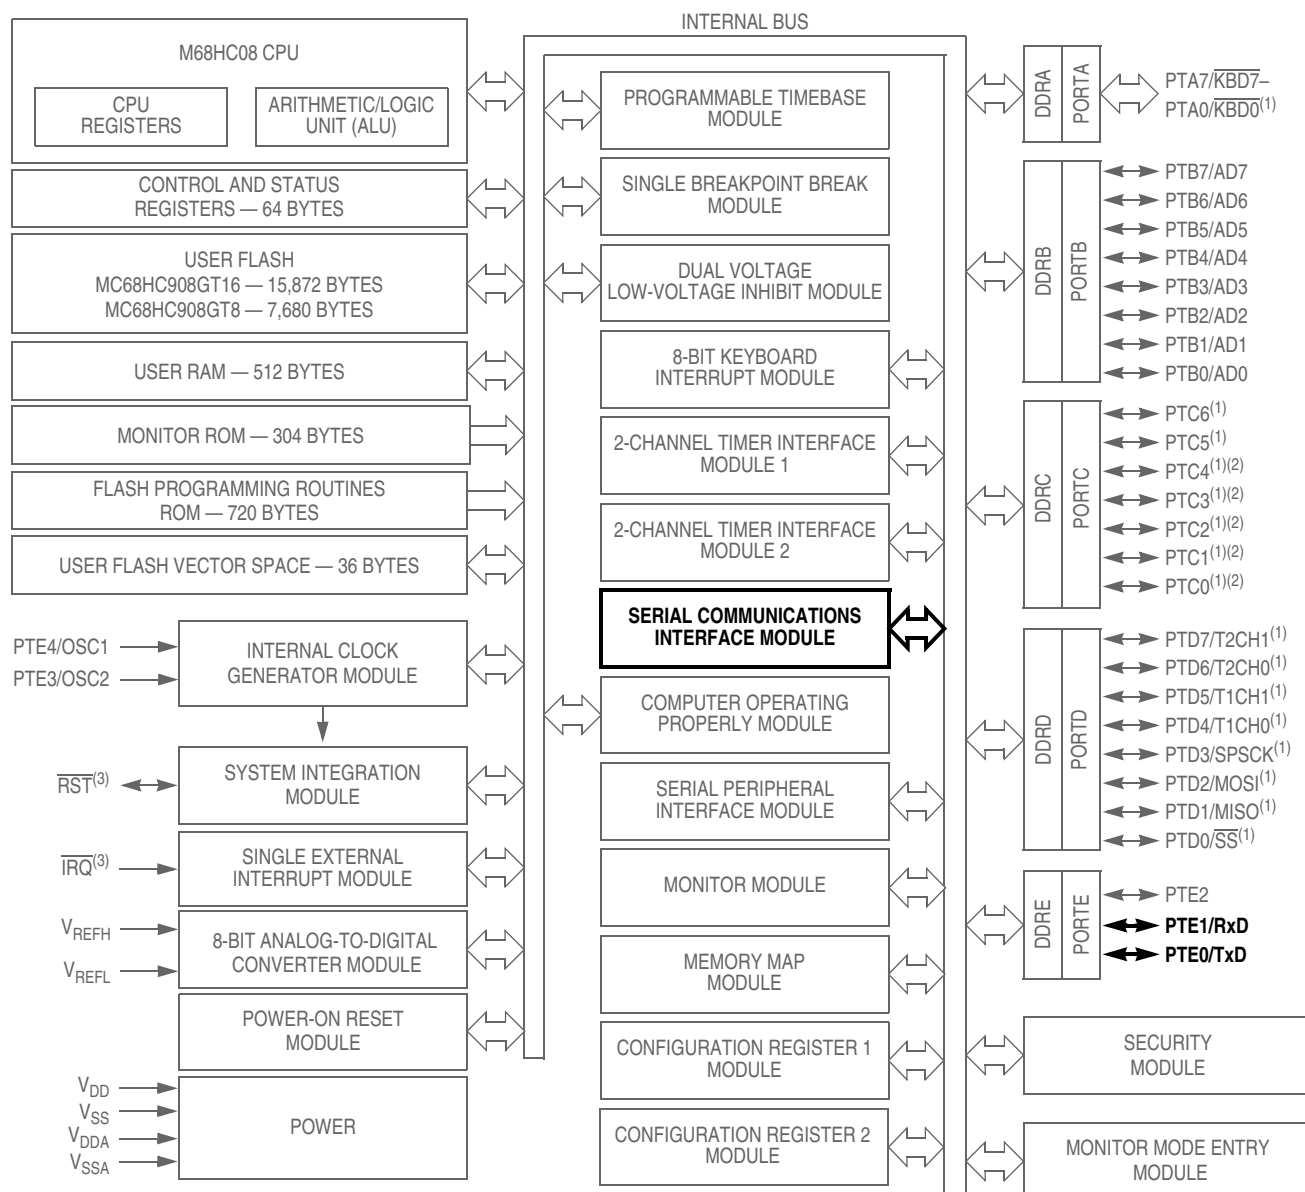 INTERNAL BUS
M68HC08 CPU
CPU
REGISTERS
ARITHMETIC/LOGIC
UNIT (ALU)
CONTROL AND STATUS
REGISTERS — 64 BYTES
USER FLASH
MC68HC908GT16 — 15,872 BYTES
MC68HC908GT8 — 7,680 BYTES
USER RAM — 512 BYTES
MONITOR ROM — 304 BYTES
FLASH PROGRAMMING ROUTINES
ROM — 720 BYTES
USER FLASH VECTOR SPACE — 36 BYTES
PTE4/OSC1
PTE3/OSC2
INTERNAL CLOCK
GENERATOR MODULE
RST(3)
SYSTEM INTEGRATION
MODULE
IRQ(3)
SINGLE EXTERNAL
INTERRUPT MODULE
VREFH
VREFL
8-BIT ANALOG-TO-DIGITAL
CONVERTER MODULE
POWER-ON RESET
MODULE
VDD
VSS
VDDA
VSSA
POWER
PROGRAMMABLE TIMEBASE
MODULE
SINGLE BREAKPOINT BREAK
MODULE
DUAL VOLTAGE
LOW-VOLTAGE INHIBIT MODULE
8-BIT KEYBOARD
INTERRUPT MODULE
2-CHANNEL TIMER INTERFACE
MODULE 1
2-CHANNEL TIMER INTERFACE
MODULE 2
SERIAL COMMUNICATIONS
INTERFACE MODULE
COMPUTER OPERATING
PROPERLY MODULE
SERIAL PERIPHERAL
INTERFACE MODULE
MONITOR MODULE
MEMORY MAP
MODULE
CONFIGURATION REGISTER 1
MODULE
CONFIGURATION REGISTER 2
MODULE
DDRA
PORTA
PTA7/KBD7–
PTA0/KBD0(1)
DDRB
PORTB
PTB7/AD7
PTB6/AD6
PTB5/AD5
PTB4/AD4
PTB3/AD3
PTB2/AD2
PTB1/AD1
PTB0/AD0
DDRC
PORTC
PTC6(1)
PTC5(1)
PTC4(1)(2)
PTC3(1)(2)
PTC2(1)(2)
PTC1(1)(2)
PTC0(1)(2)
DDRD
PORTD
PTD7/T2CH1(1)
PTD6/T2CH0(1)
PTD5/T1CH1(1)
PTD4/T1CH0(1)
PTD3/SPSCK(1)
PTD2/MOSI(1)
PTD1/MISO(1)
PTD0/SS(1)
DDRE
PORTE
PTE2
PTE1/RxD
PTE0/TxD
SECURITY
MODULE
MONITOR MODE ENTRY
MODULE